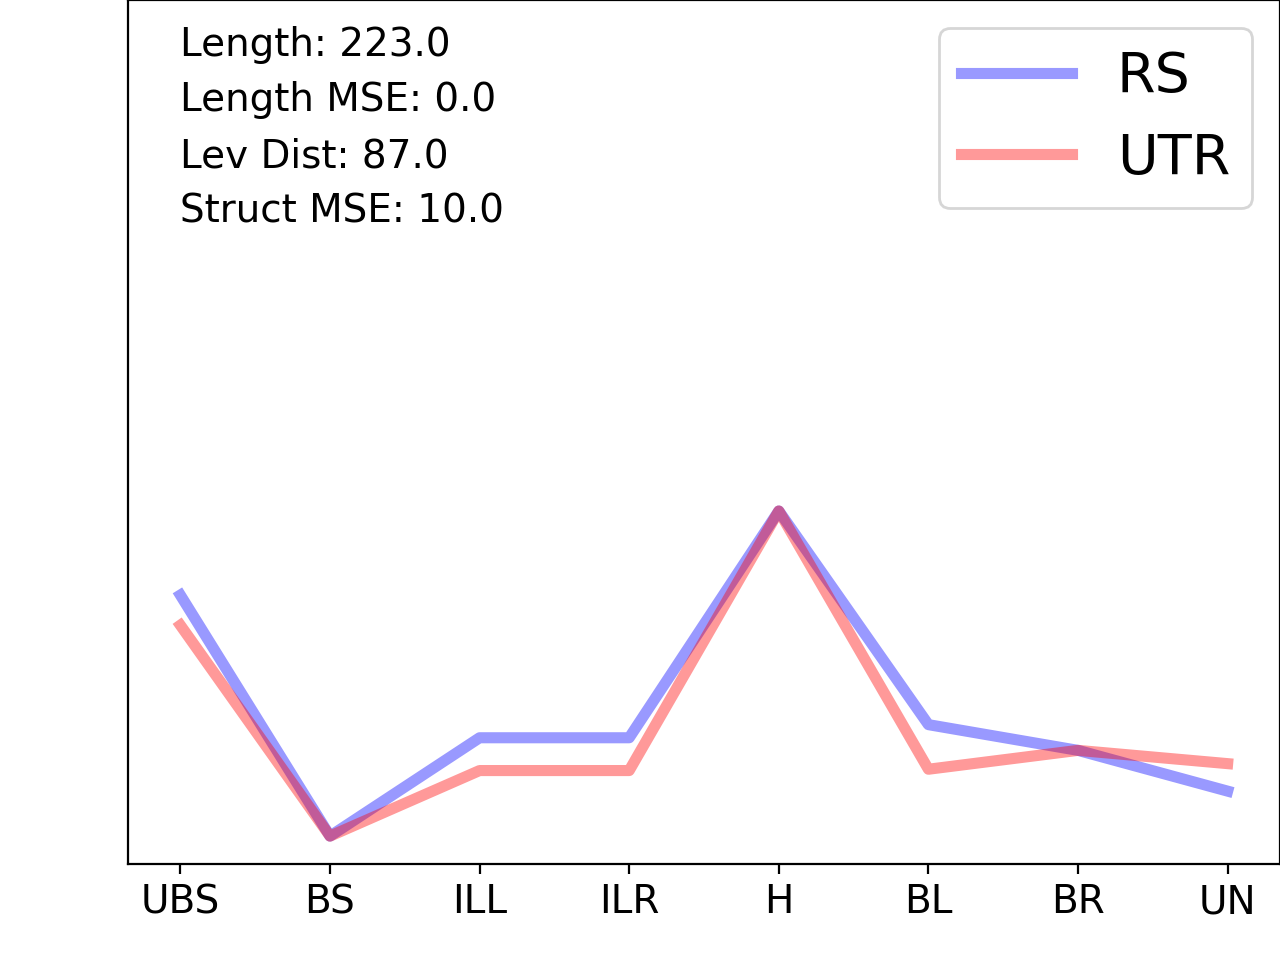 Length: 223.0
Length MSE: 0.0
Lev Dist: 87.0
Struct MSE: 10.0
RS
UTR
UBS BS ILL ILR H BL BR UN